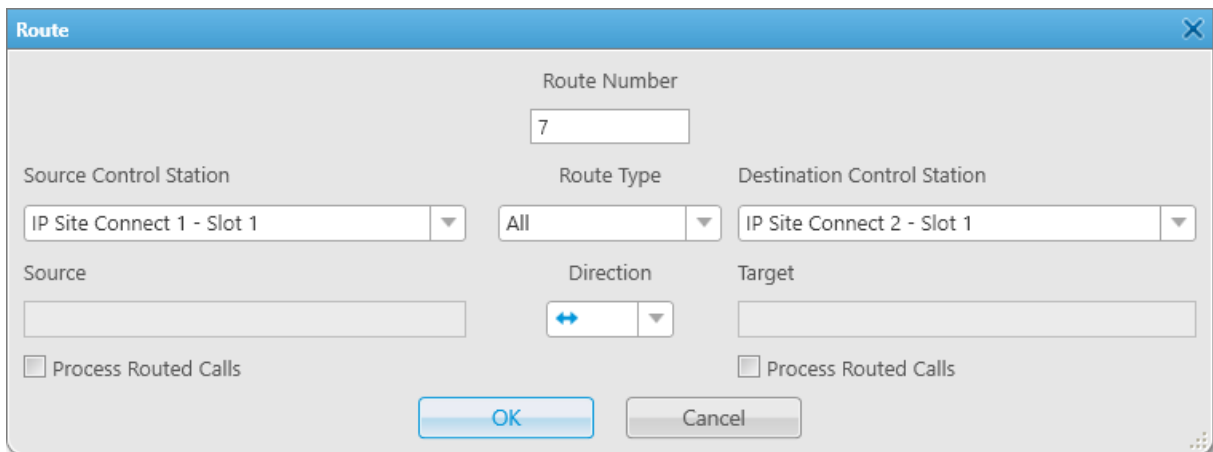 Route
Route Number
7
Source Control Station Route Type Destination Control Station
IP Site Connect 1 - Slot 1 All IP Site Connect 2 - Slot 1
Source Direction Target
Process Routed Calls Process Routed Calls
OK Cancel